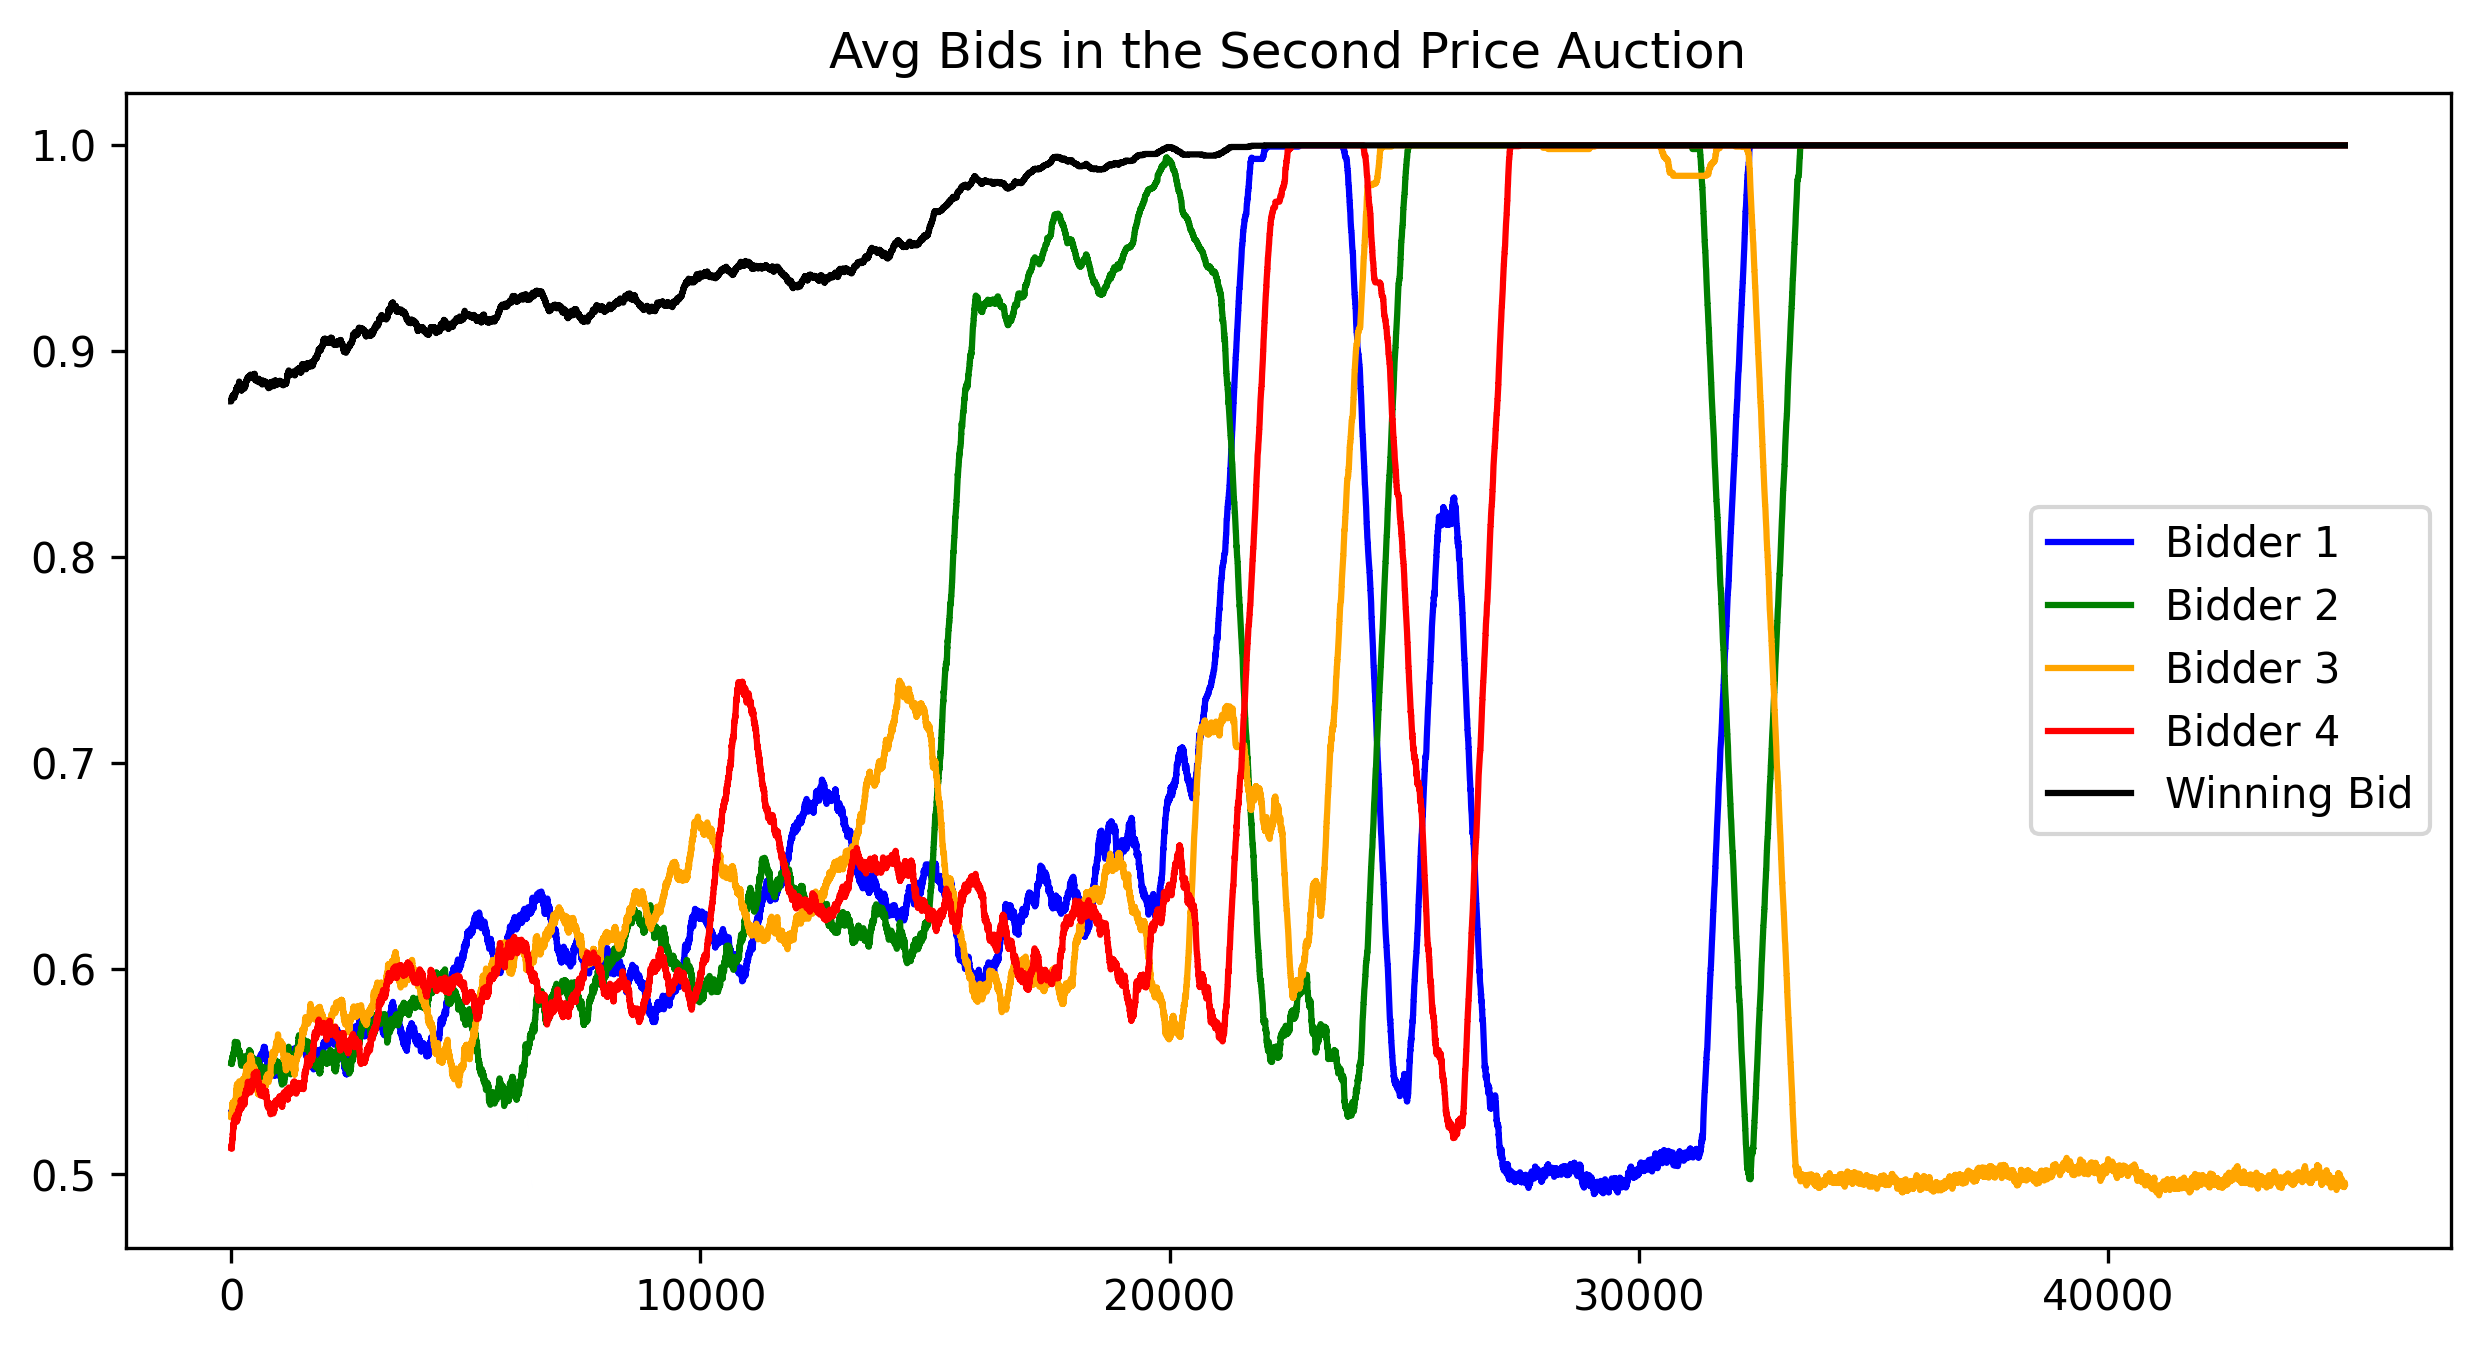 Avg Bids in the Second Price Auction
1.0
0.9
0.8
0.7
0.6
0.5
0
10000
20000
30000
40000
Bidder 1
Bidder 2
Bidder 3
Bidder 4
Winning Bid